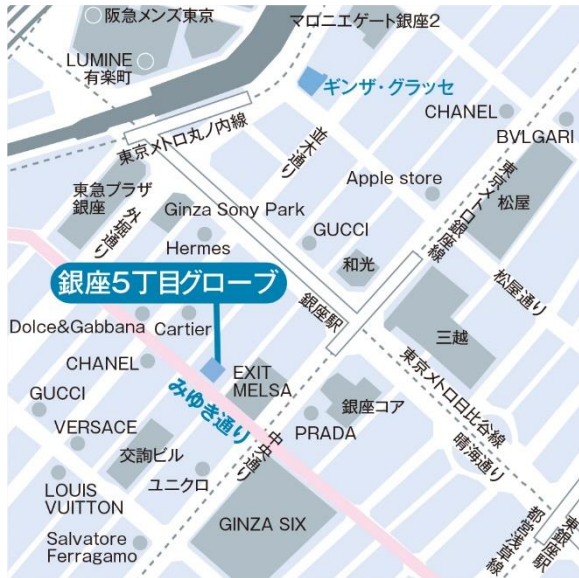 阪急メンズ東京
マロニエゲート銀座2
LUMINE
有楽町
ギンザ・グラッセ
CHANEL
BVLGARI
東京メトロ丸ノ内線
並木通り
東京メトロ銀座線
Apple store
松屋
東急プラザ
銀座
外堀通り
Ginza Sony Park
GUCCI
Hermes
和光
松屋通り
銀座5丁目グローブ
銀座駅
三越
Dolce&Gabbana
Cartier
東京メトロ日比谷線
CHANEL
EXIT
MELSA
GUCCI
みゆき通り
銀座コア
VERSACE
PRADA
晴海通り
交詢ビル
中央通り
ユニクロ
LOUIS
VUITTON
GINZA SIX
都営浅草線
東銀座駅
Salvatore
Ferragamo